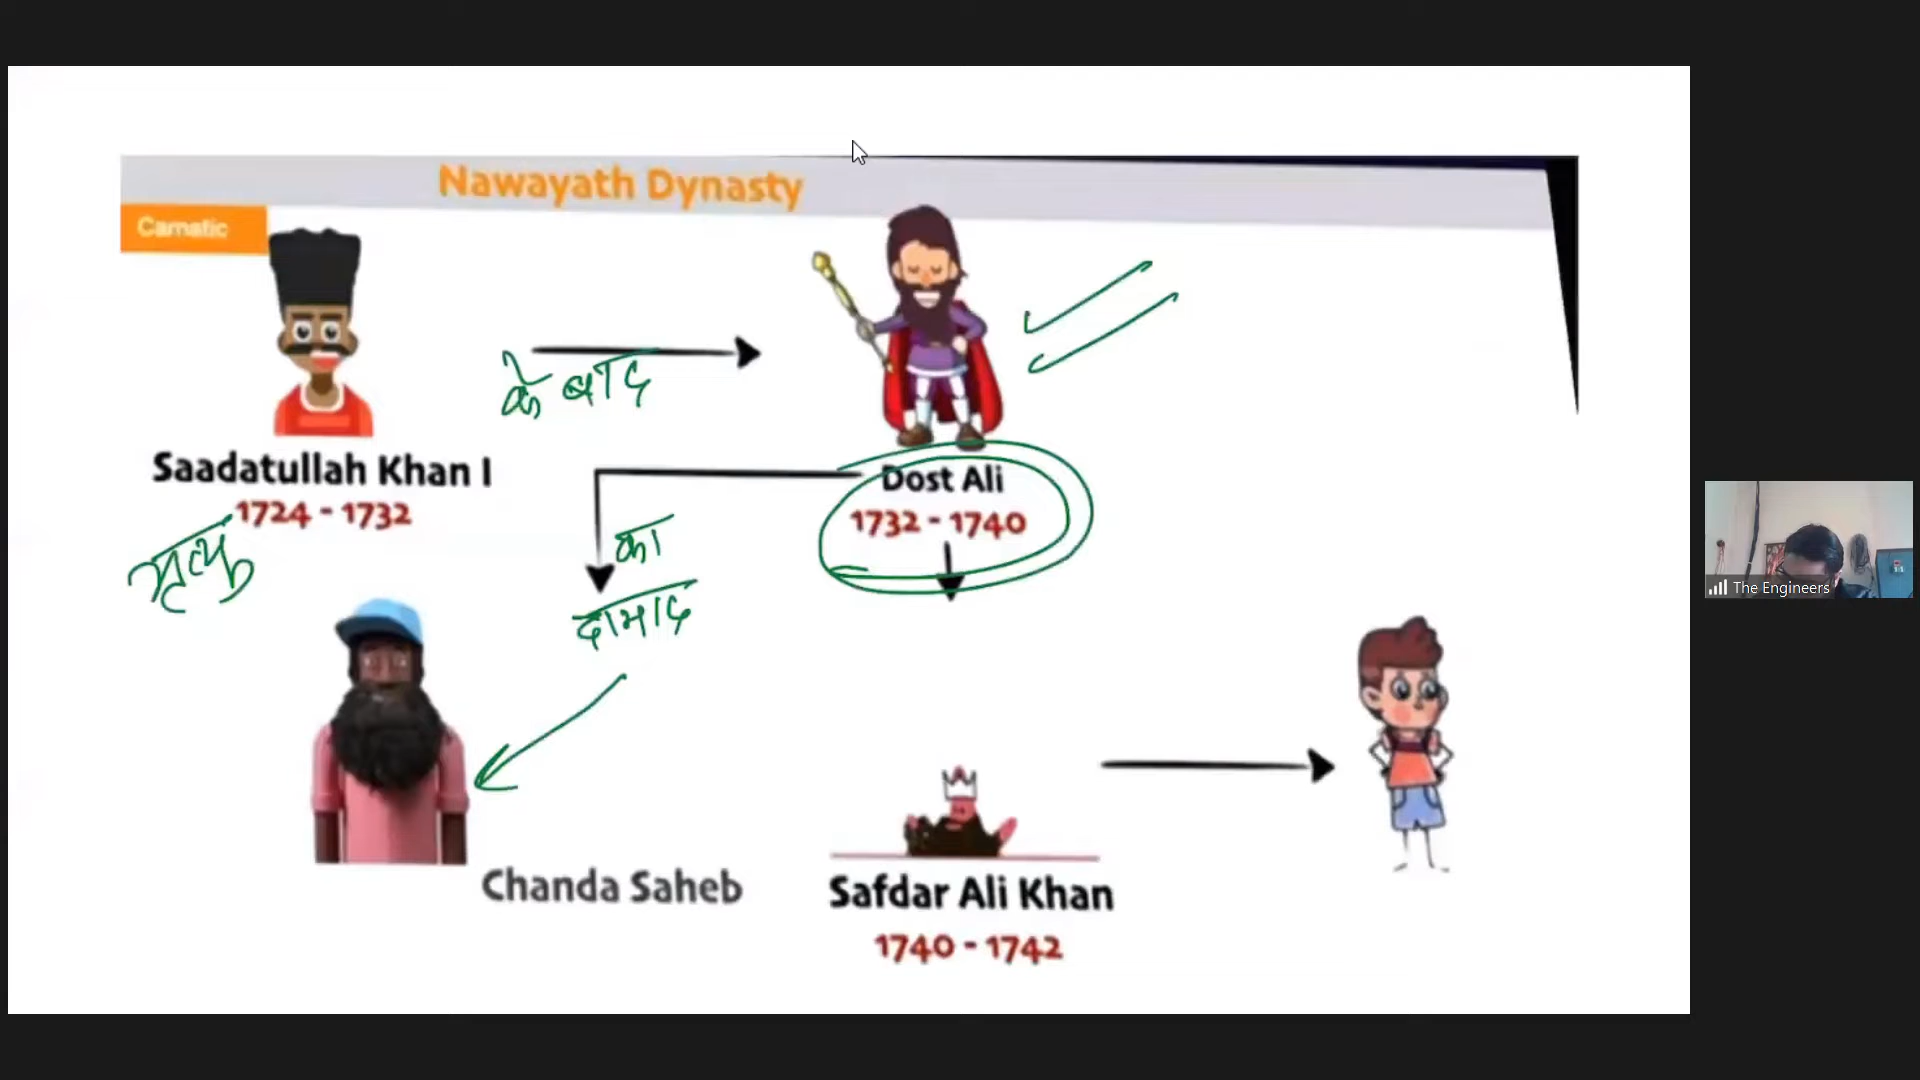 Nawayath Dynasty
Carnatic
के बाद
Saadatullah Khan I
1724 - 1732
मृत्यु
Dost Ali
1732 - 1740
का
दामाद
Chanda Saheb
Safdar Ali Khan
1740 - 1742
The Engineers